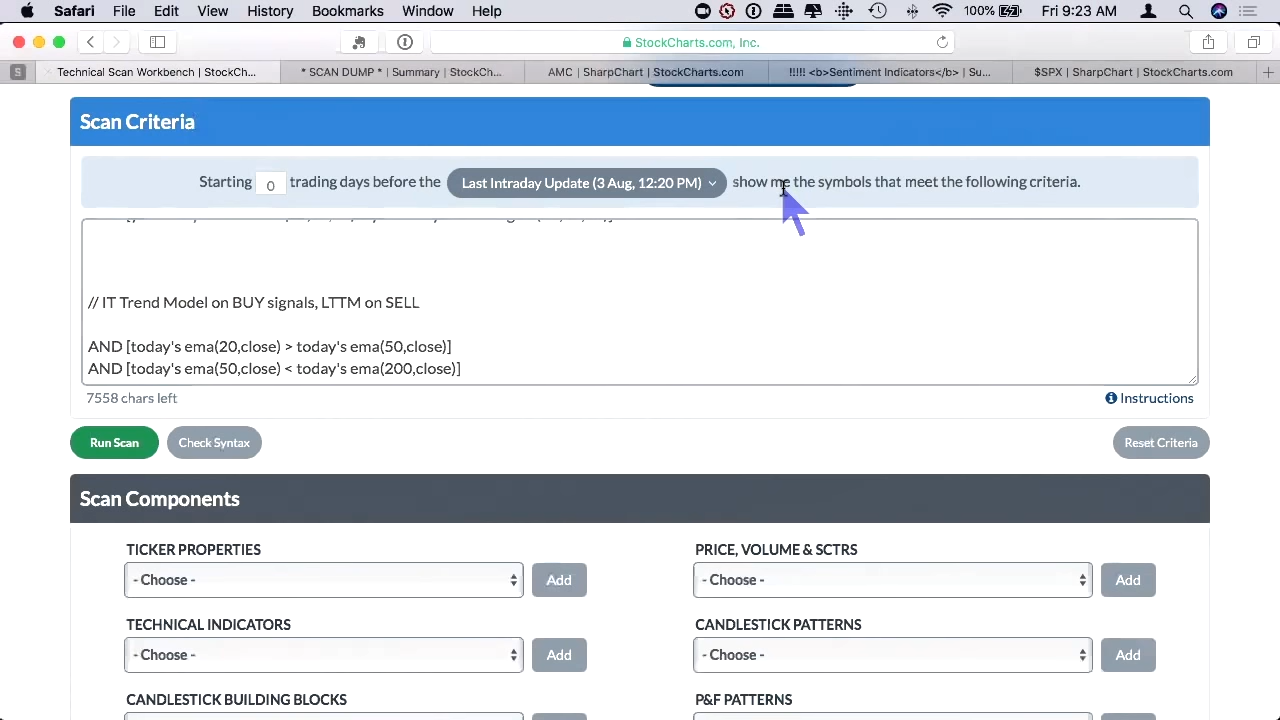 Safari File Edit View History Bookmarks Window Help 100% Fri 9:23 AM
StockCharts.com, Inc.
S Technical Scan Workbench | StockCh... * SCAN DUMP * | Summary | StockCh... AMC | SharpChart | StockCharts.com !!!!! <b>Sentiment Indicators</b> | Su... $SPX | SharpChart | StockCharts.com
Scan Criteria
Starting 0 trading days before the Last Intraday Update (3 Aug, 12:20 PM) show me the symbols that meet the following criteria.
// IT Trend Model on BUY signals, LTTM on SELL
AND [today's ema(20,close) > today's ema(50,close)]
AND [today's ema(50,close) < today's ema(200,close)]
7558 chars left Instructions
Run Scan Check Syntax Reset Criteria
Scan Components
TICKER PROPERTIES PRICE, VOLUME & SCTRS
- Choose - Add - Choose - Add
TECHNICAL INDICATORS CANDLESTICK PATTERNS
- Choose - Add - Choose - Add
CANDLESTICK BUILDING BLOCKS P&F PATTERNS